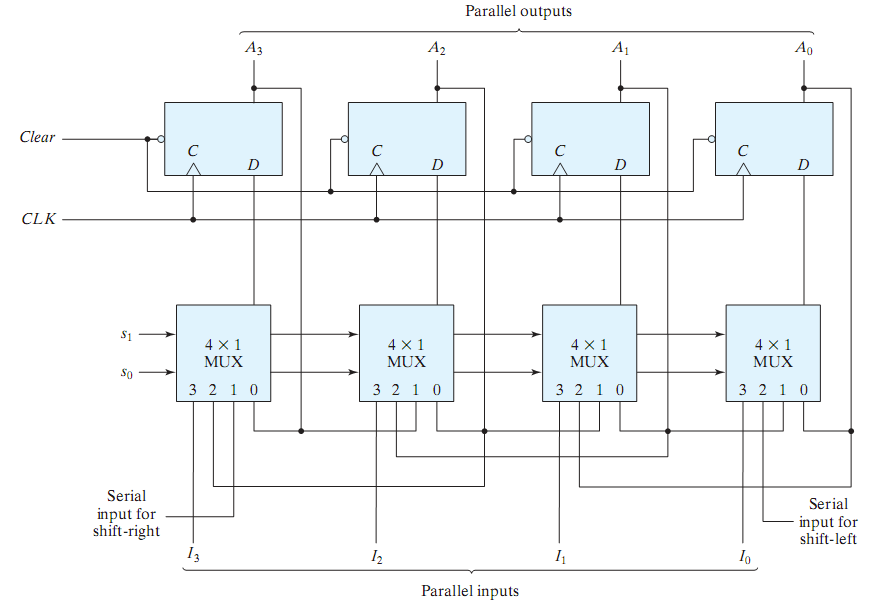 Parallel outputs
A3 A2 A1 A0
Clear
C D C D C D C D
CLK
s1
s0
4 × 1 4 × 1 4 × 1 4 × 1
MUX MUX MUX MUX
3 2 1 0 3 2 1 0 3 2 1 0 3 2 1 0
Serial
input for
shift-right
Serial
input for
shift-left
I3 I2 I1 I0
Parallel inputs